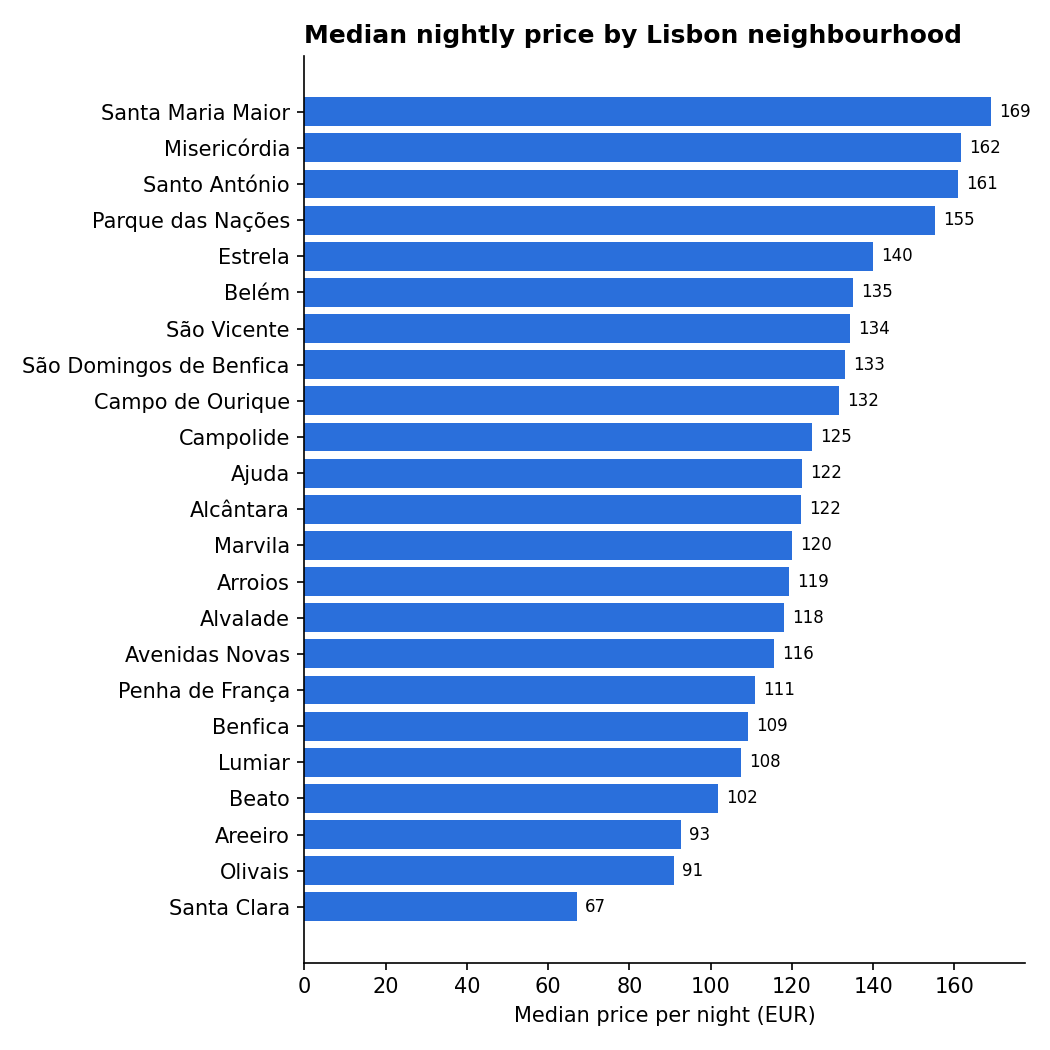 Median nightly price by Lisbon neighbourhood
Santa Maria Maior 169
Misericórdia 162
Santo António 161
Parque das Nações 155
Estrela 140
Belém 135
São Vicente 134
São Domingos de Benfica 133
Campo de Ourique 132
Campolide 125
Ajuda 122
Alcântara 122
Marvila 120
Arroios 119
Alvalade 118
Avenidas Novas 116
Penha de França 111
Benfica 109
Lumiar 108
Beato 102
Areeiro 93
Olivais 91
Santa Clara 67
0 20 40 60 80 100 120 140 160
Median price per night (EUR)